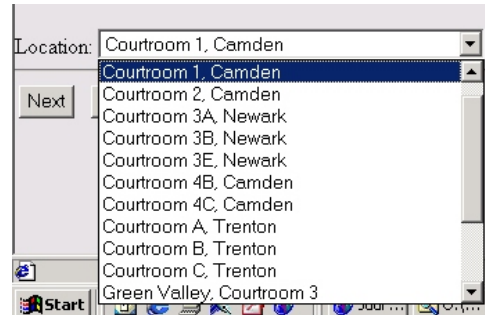 Location: Courtroom 1, Camden
Courtroom 1, Camden
Courtroom 2, Camden
Next
Courtroom 3A, Newark
Courtroom 3B, Newark
Courtroom 3E, Newark
Courtroom 4B, Camden
Courtroom 4C, Camden
Courtroom A, Trenton
Courtroom B, Trenton
Courtroom C, Trenton
Green Valley, Courtroom 3
Start